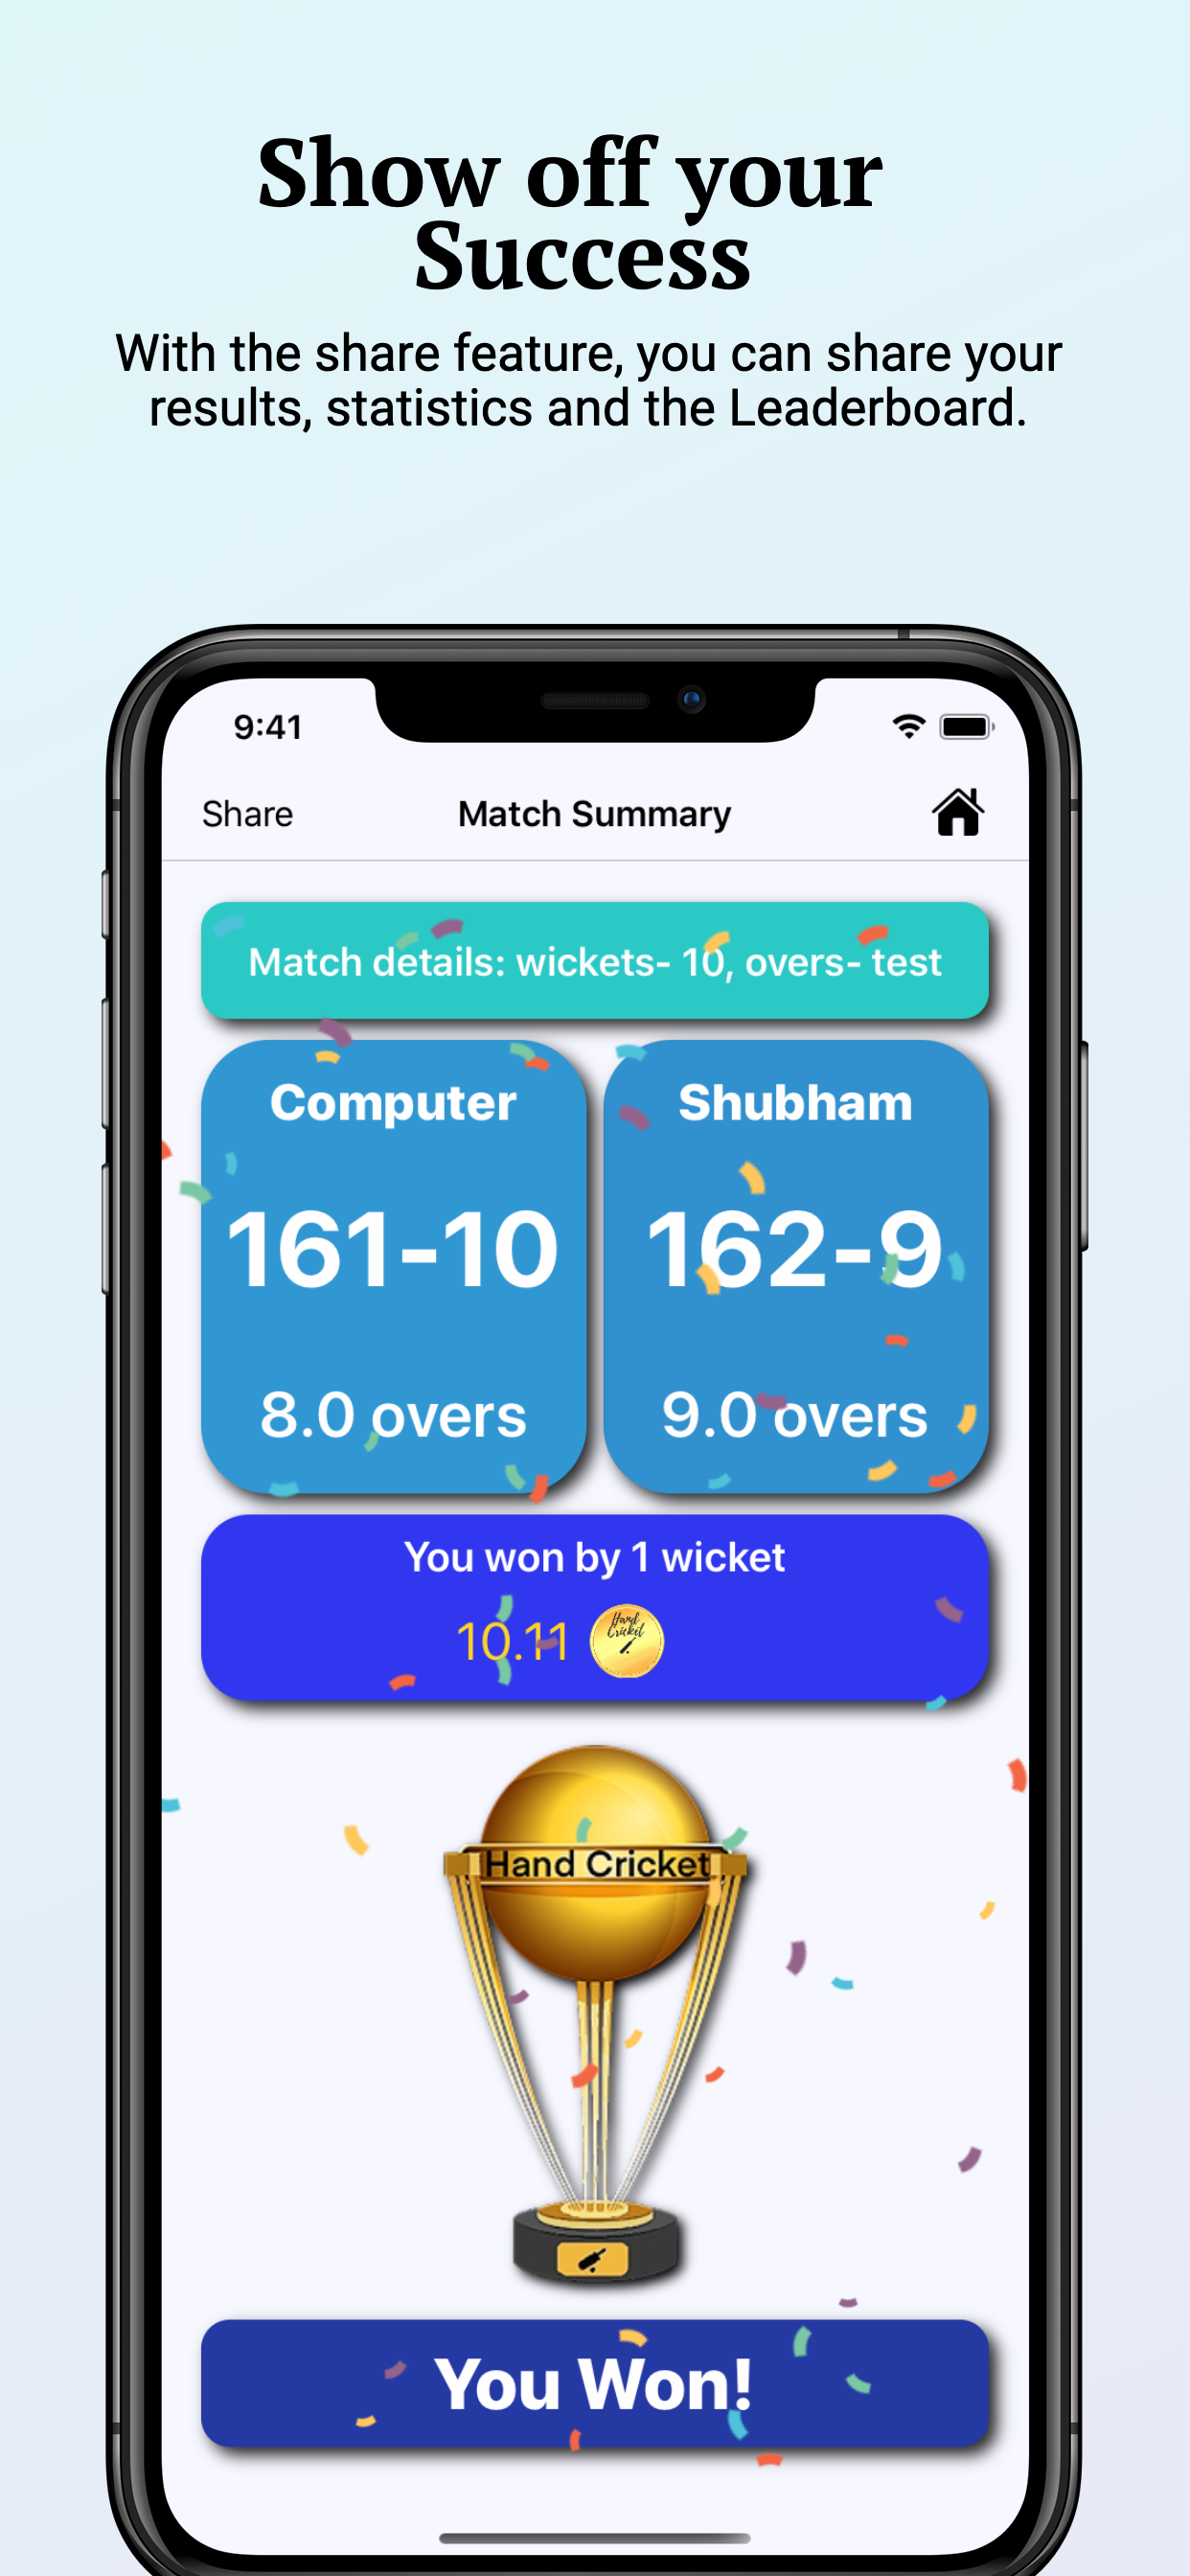 Show off your
Success
With the share feature, you can share your
results, statistics and the Leaderboard.
9:41
Share
Match Summary
Match details: wickets- 10, overs- test
Computer
161-10
8.0 overs
Shubham
162-9
9.0 overs
You won by 1 wicket
10.11
Hand
Cricket
Hand Cricket
You Won!